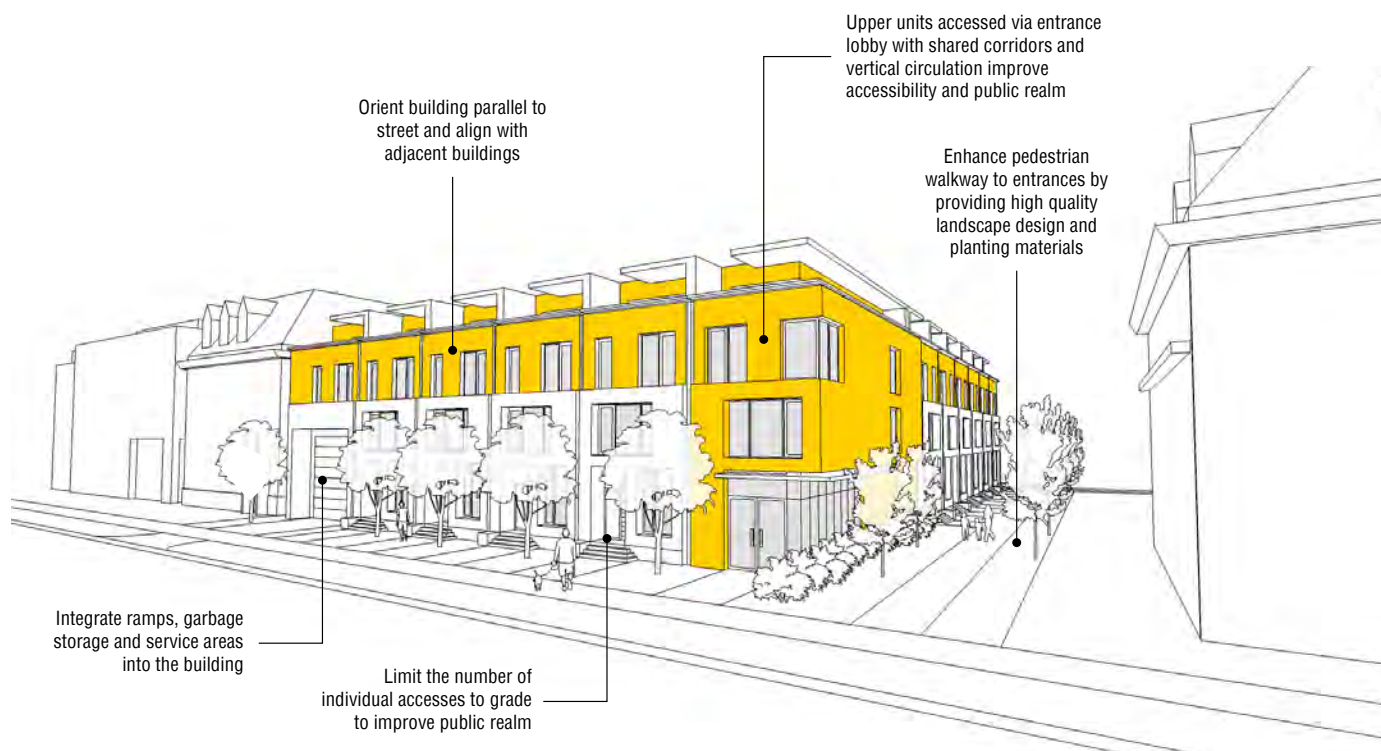 Upper units accessed via entrance
lobby with shared corridors and
vertical circulation improve
accessibility and public realm
Orient building parallel to
street and align with
adjacent buildings
Enhance pedestrian
walkway to entrances by
providing high quality
landscape design and
planting materials
Integrate ramps, garbage
storage and service areas
into the building
Limit the number of
individual accesses to grade
to improve public realm